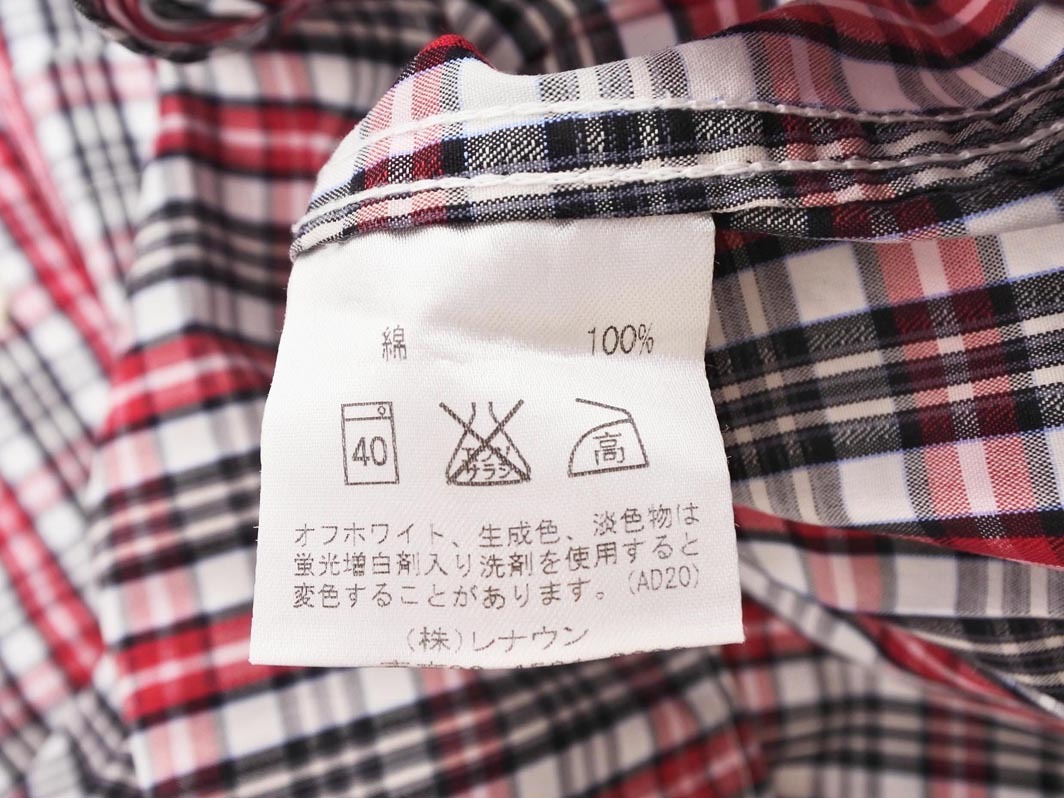 綿 100%
40 エンソ サラシ 高
オフホワイト、生成色、淡色物は
蛍光増白剤入り洗剤を使用すると
変色することがあります。(AD20)
(株)レナウン